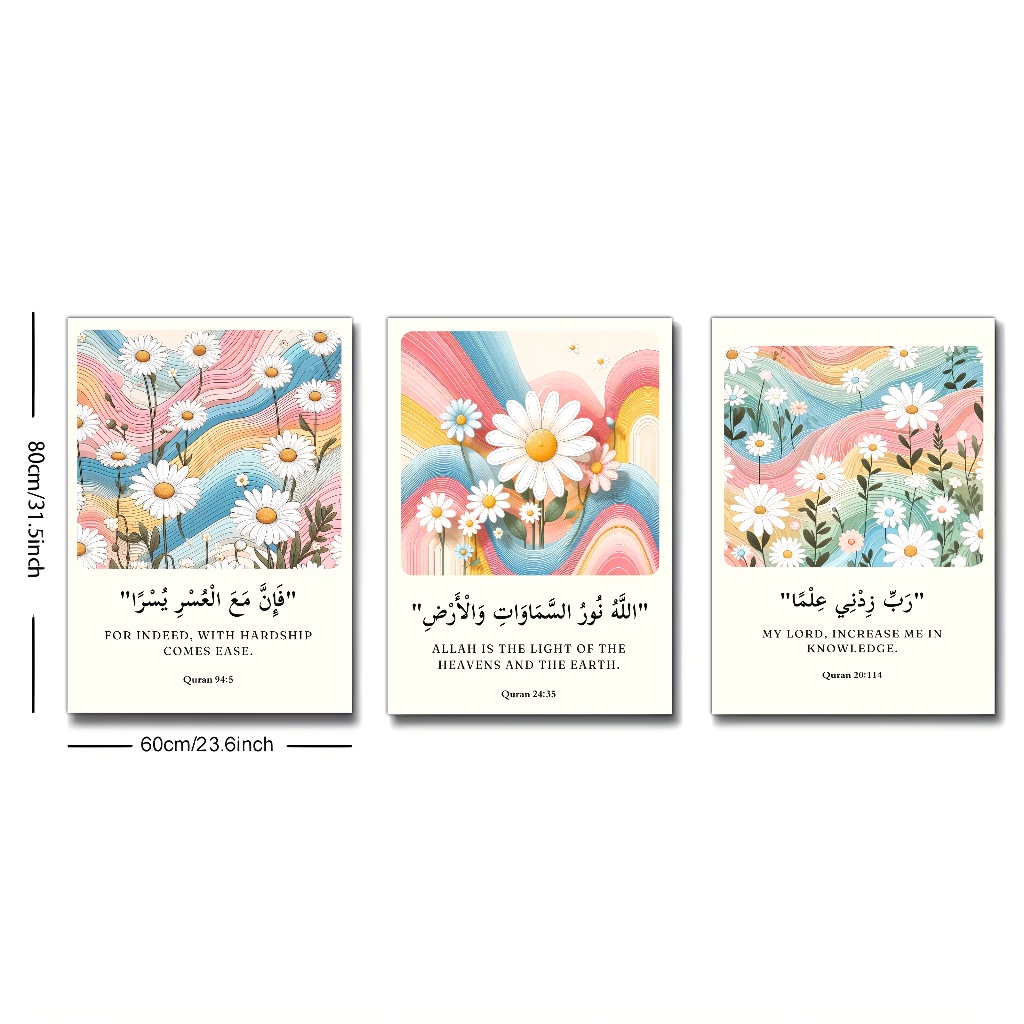 80cm/31.5inch
"فَإِنَّ مَعَ الْعُسْرِ يُسْرًا"
FOR INDEED, WITH HARDSHIP
COMES EASE.
Quran 94:5
60cm/23.6inch
"اللَّهُ نُورُ السَّمَاوَاتِ وَالْأَرْضِ"
ALLAH IS THE LIGHT OF THE
HEAVENS AND THE EARTH.
Quran 24:35
"رَبِّ زِدْنِي عِلْمًا"
MY LORD, INCREASE ME IN
KNOWLEDGE.
Quran 20:114